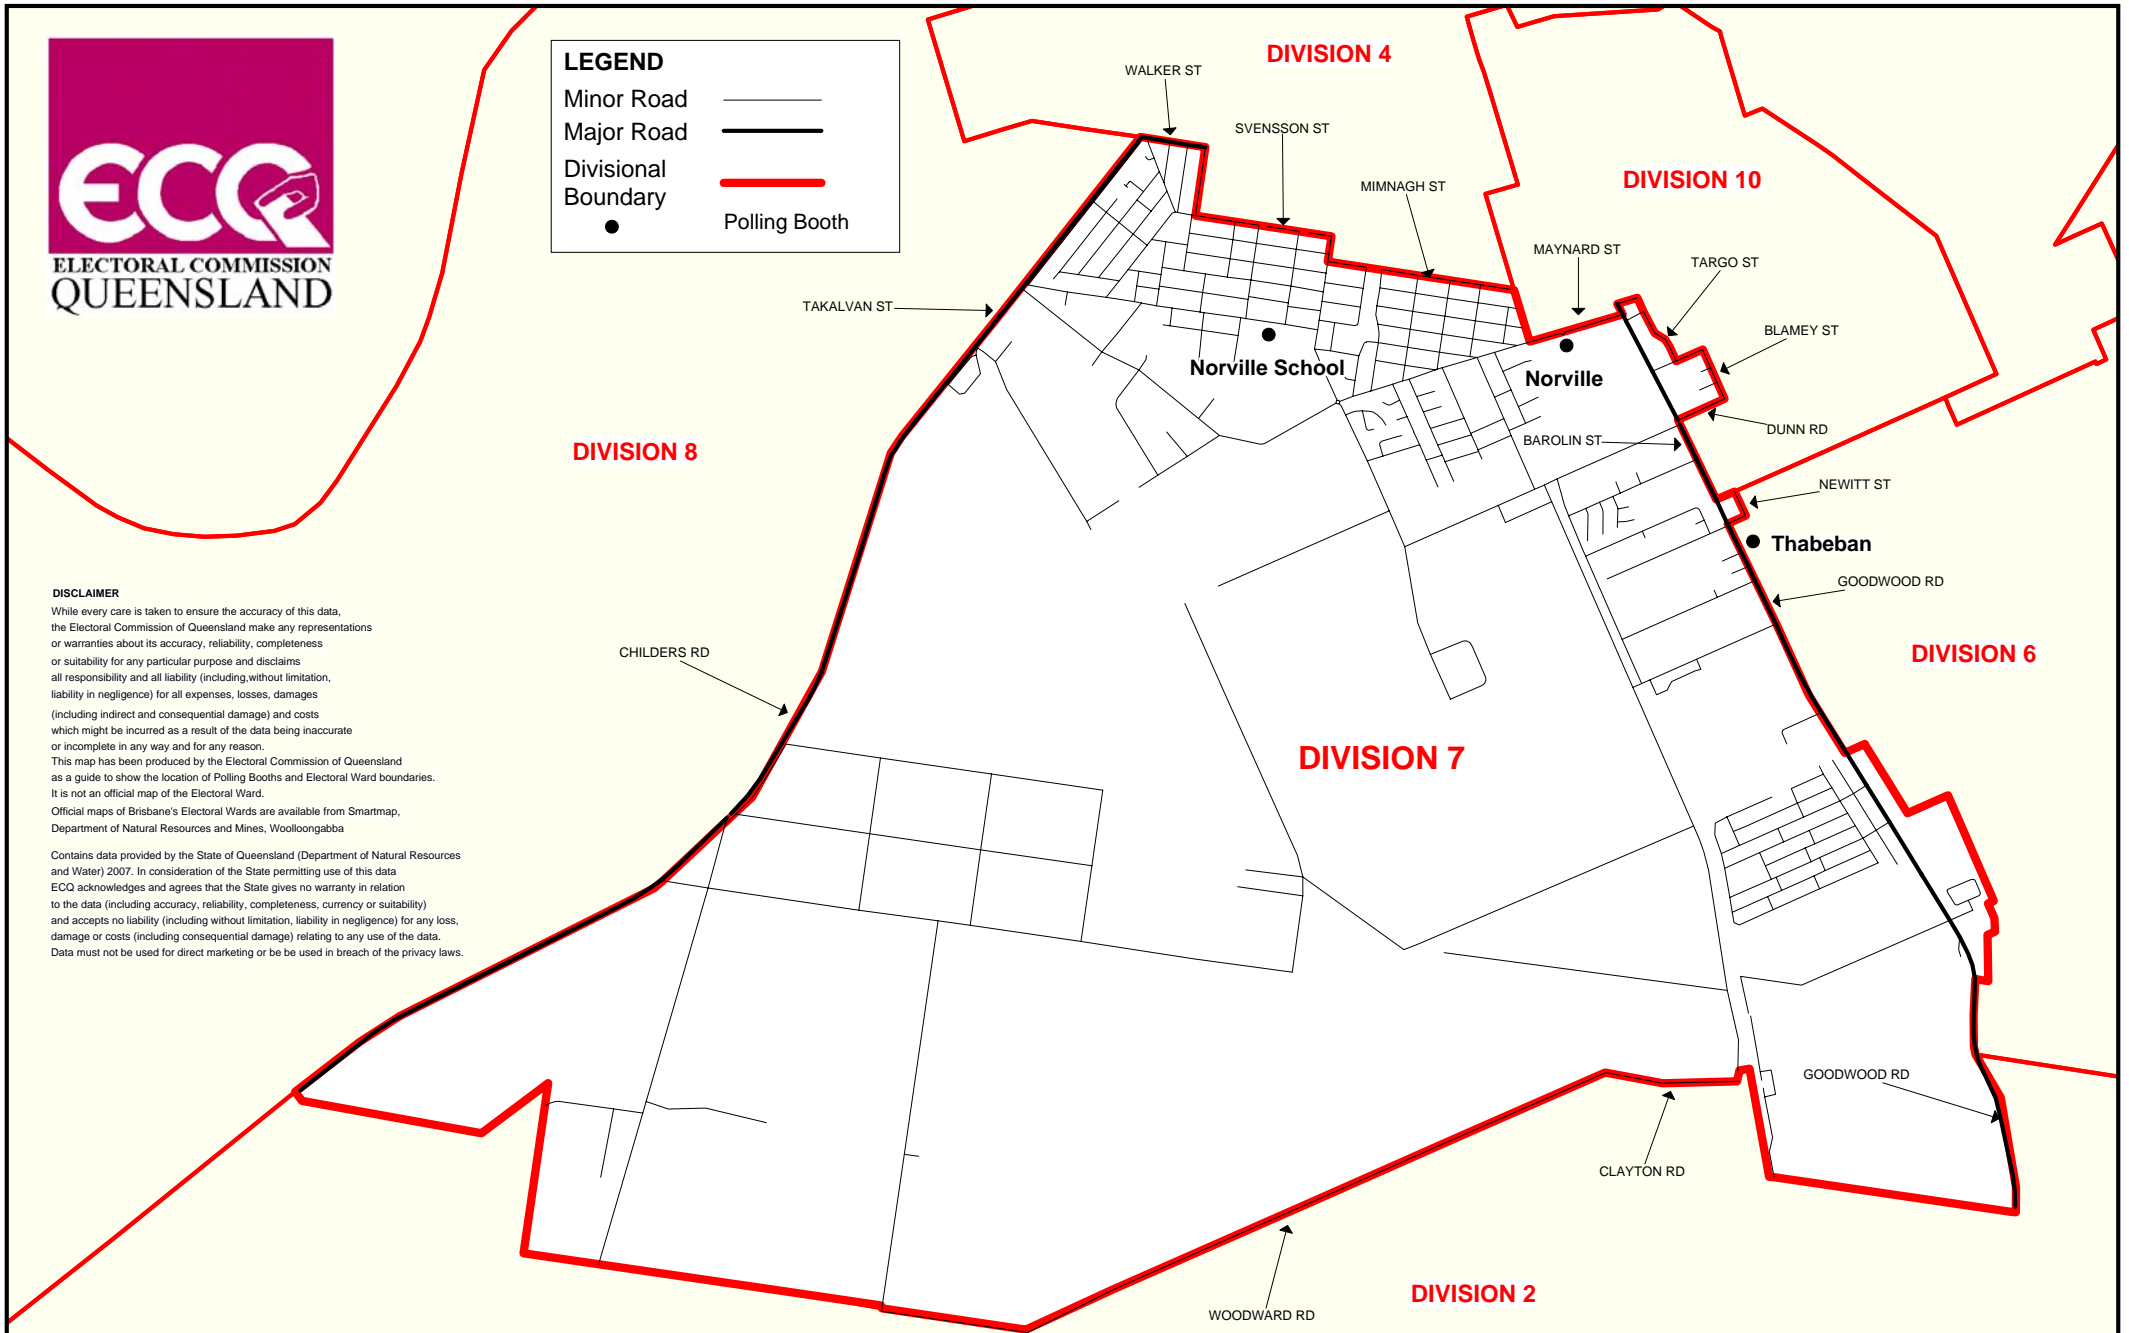 ECQ
ELECTORAL COMMISSION
QUEENSLAND
LEGEND
Minor Road
Major Road
Divisional
Boundary
Polling Booth
DIVISION 4
WALKER ST
SVENSSON ST
MIMNAGH ST
DIVISION 10
MAYNARD ST
TARGO ST
TAKALVAN ST
BLAMEY ST
Norville School
Norville
DUNN RD
BAROLIN ST
DIVISION 8
NEWITT ST
Thabeban
GOODWOOD RD
DIVISION 6
CHILDERS RD
DIVISION 7
GOODWOOD RD
CLAYTON RD
DIVISION 2
WOODWARD RD
DISCLAIMER
While every care is taken to ensure the accuracy of this data,
the Electoral Commission of Queensland make any representations
or warranties about its accuracy, reliability, completeness
or suitability for any particular purpose and disclaims
all responsibility and all liability (including,without limitation,
liability in negligence) for all expenses, losses, damages
(including indirect and consequential damage) and costs
which might be incurred as a result of the data being inaccurate
or incomplete in any way and for any reason.
This map has been produced by the Electoral Commission of Queensland
as a guide to show the location of Polling Booths and Electoral Ward boundaries.
It is not an official map of the Electoral Ward.
Official maps of Brisbane's Electoral Wards are available from Smartmap,
Department of Natural Resources and Mines, Woolloongabba
Contains data provided by the State of Queensland (Department of Natural Resources
and Water) 2007. In consideration of the State permitting use of this data
ECQ acknowledges and agrees that the State gives no warranty in relation
to the data (including accuracy, reliability, completeness, currency or suitability)
and accepts no liability (including without limitation, liability in negligence) for any loss,
damage or costs (including consequential damage) relating to any use of the data.
Data must not be used for direct marketing or be be used in breach of the privacy laws.